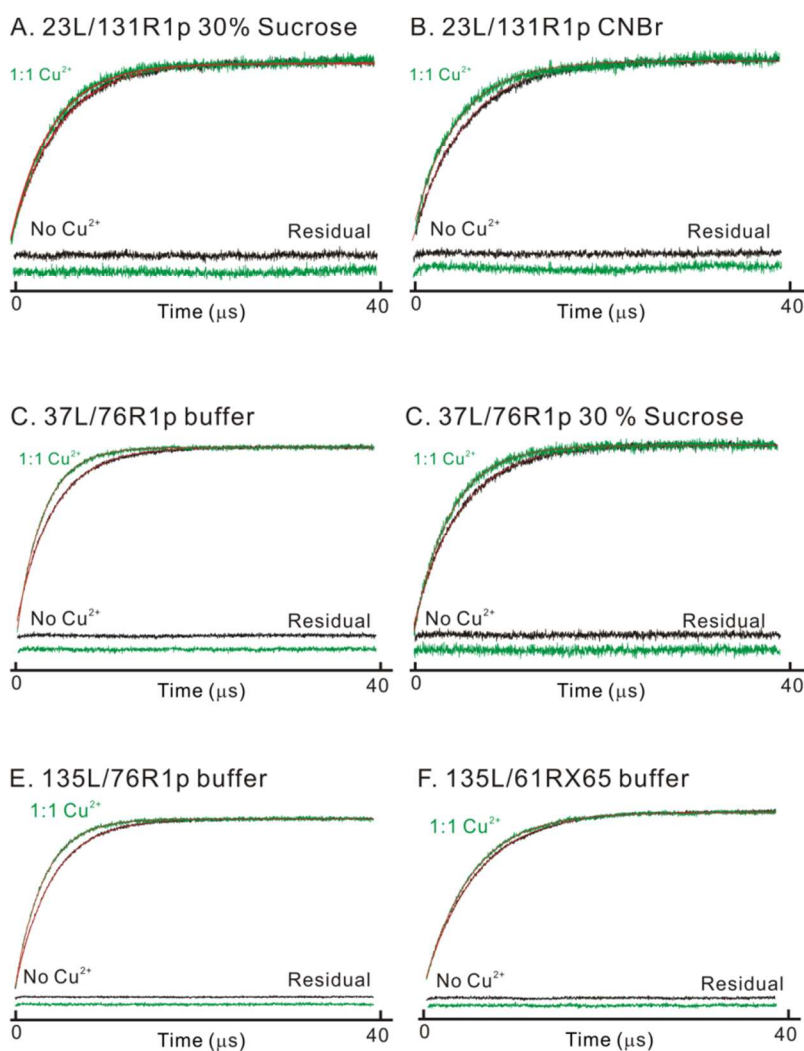 A. 23L/131R1p 30% Sucrose
1:1 Cu²⁺
No Cu²⁺
Residual
0
40
Time (μs)
B. 23L/131R1p CNBr
1:1 Cu²⁺
No Cu²⁺
Residual
0
40
Time (μs)
C. 37L/76R1p buffer
1:1 Cu²⁺
No Cu²⁺
Residual
0
40
Time (μs)
C. 37L/76R1p 30 % Sucrose
1:1 Cu²⁺
No Cu²⁺
Residual
0
40
Time (μs)
E. 135L/76R1p buffer
1:1 Cu²⁺
No Cu²⁺
Residual
0
40
Time (μs)
F. 135L/61RX65 buffer
1:1 Cu²⁺
No Cu²⁺
Residual
0
40
Time (μs)